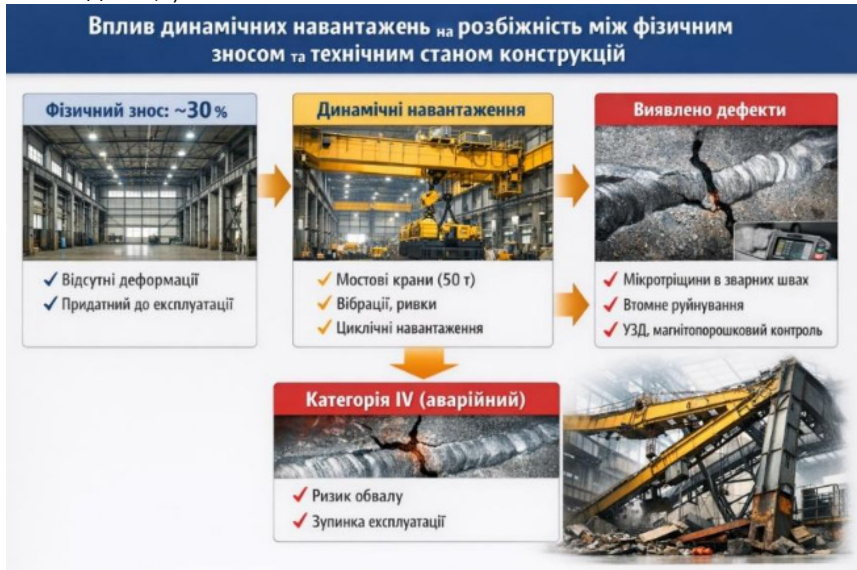 Вплив динамічних навантажень на розбіжність між фізичним
зносом та технічним станом конструкцій
Фізичний знос: ~30 %
✓ Відсутні деформації
✓ Придатний до експлуатації
Динамічні навантаження
✓ Мостові крани (50 т)
✓ Вібрації, ривки
✓ Циклічні навантаження
Виявлено дефекти
✓ Мікротріщини в зварних швах
✓ Втомне руйнування
✓ УЗД, магнітопорошковий контроль
Категорія IV (аварійний)
✓ Ризик обвалу
✓ Зупинка експлуатації